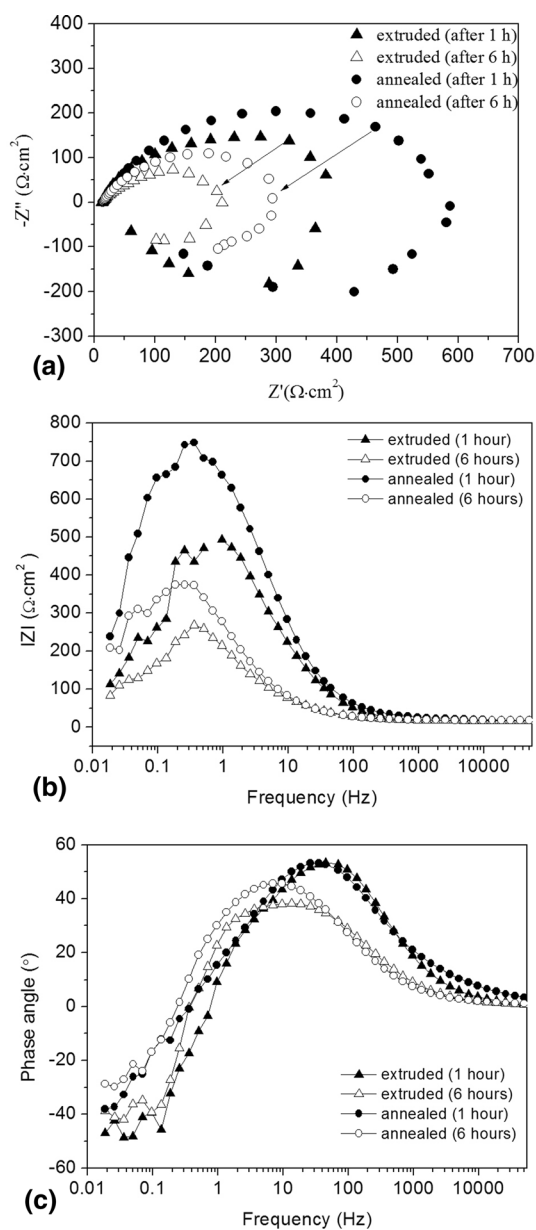 400
300
200
100
0
-100
-200
-300
-Z'' (Ω·cm²)
extruded (after 1 h)
extruded (after 6 h)
annealed (after 1 h)
annealed (after 6 h)
0 100 200 300 400 500 600 700
Z'(Ω·cm²)
(a)
800
700
600
500
400
300
200
100
0
|Z| (Ω·cm²)
extruded (1 hour)
extruded (6 hours)
annealed (1 hour)
annealed (6 hours)
0.01 0.1 1 10 100 1000 10000
Frequency (Hz)
(b)
60
40
20
0
-20
-40
-60
Phase angle (°)
extruded (1 hour)
extruded (6 hours)
annealed (1 hour)
annealed (6 hours)
0.01 0.1 1 10 100 1000 10000
Frequency (Hz)
(c)